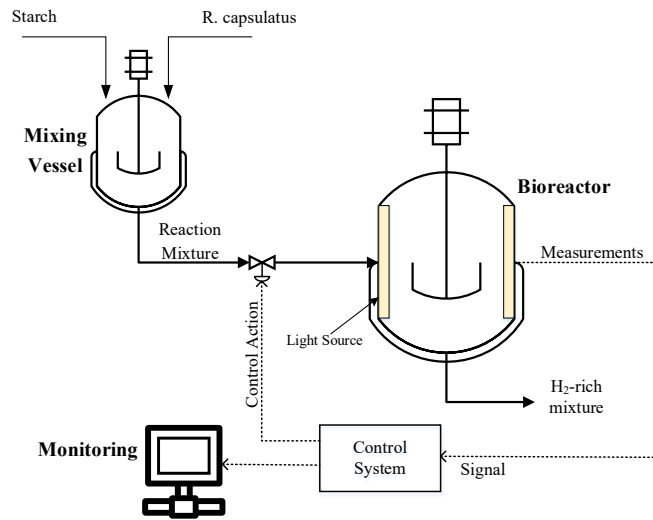 Starch
R. capsulatus
Mixing
Vessel
Bioreactor
Reaction
Mixture
Measurements
Light Source
Control Action
H₂-rich
mixture
Monitoring
Control
System
Signal